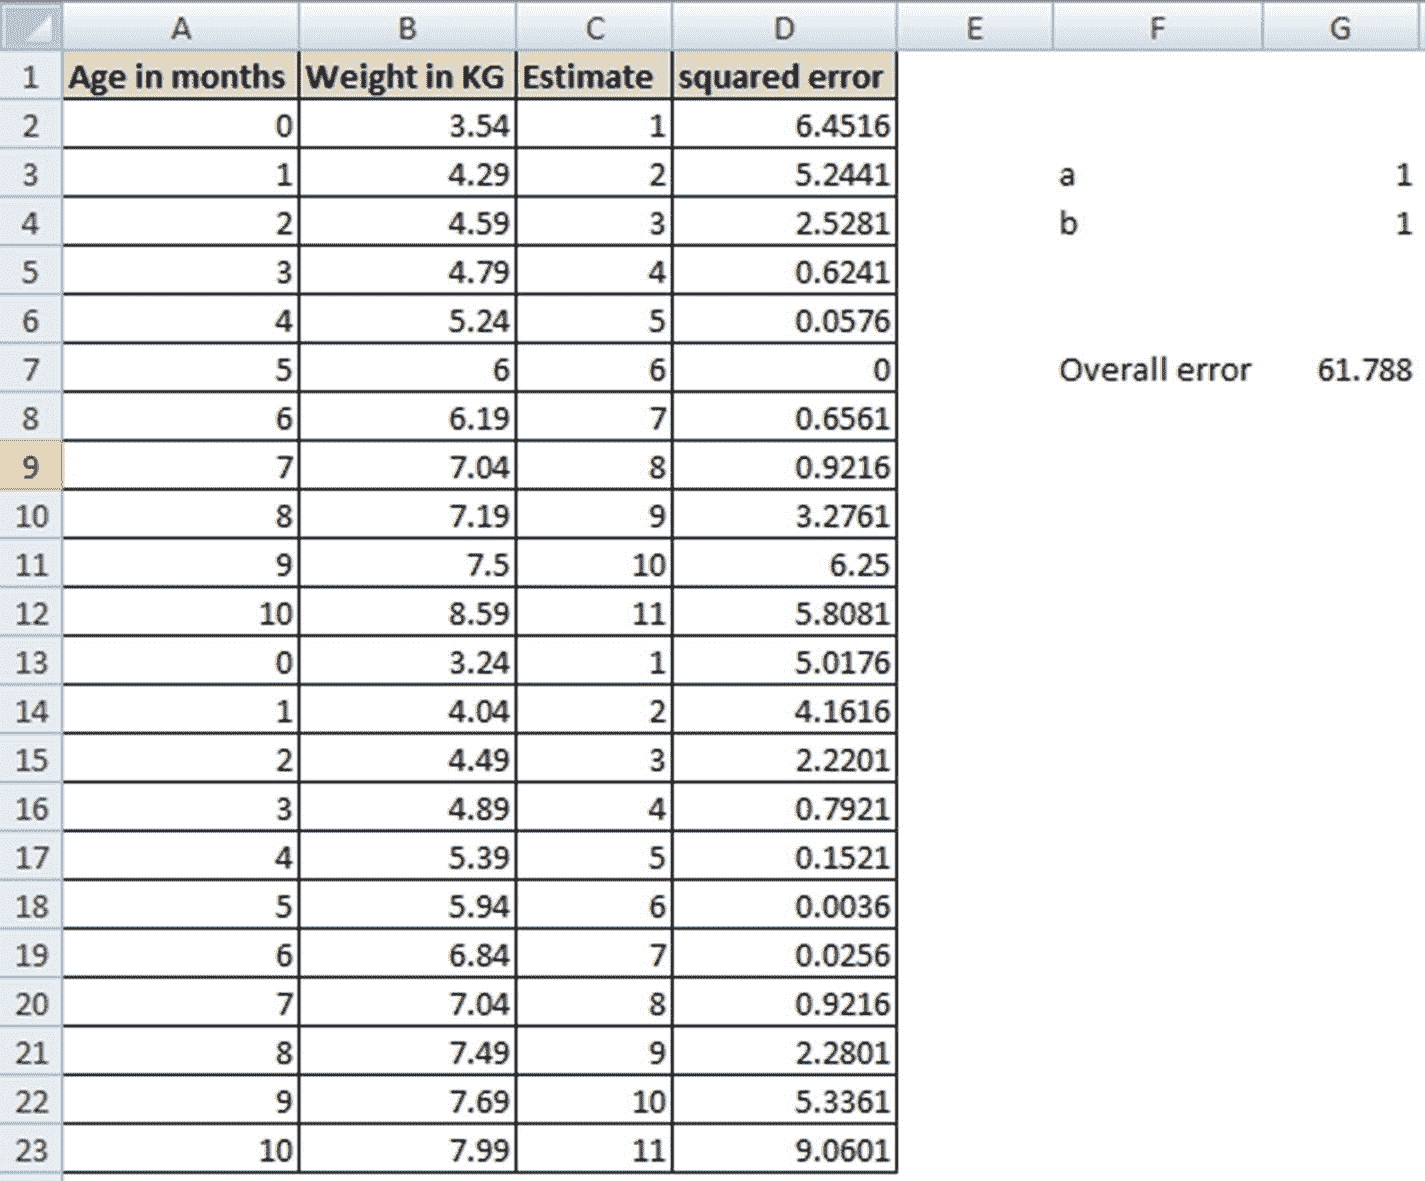 A B C D E F G
1 Age in months Weight in KG Estimate squared error
2 0 3.54 1 6.4516
3 1 4.29 2 5.2441 a 1
4 2 4.59 3 2.5281 b 1
5 3 4.79 4 0.6241
6 4 5.24 5 0.0576
7 5 6 6 0 Overall error 61.788
8 6 6.19 7 0.6561
9 7 7.04 8 0.9216
10 8 7.19 9 3.2761
11 9 7.5 10 6.25
12 10 8.59 11 5.8081
13 0 3.24 1 5.0176
14 1 4.04 2 4.1616
15 2 4.49 3 2.2201
16 3 4.89 4 0.7921
17 4 5.39 5 0.1521
18 5 5.94 6 0.0036
19 6 6.84 7 0.0256
20 7 7.04 8 0.9216
21 8 7.49 9 2.2801
22 9 7.69 10 5.3361
23 10 7.99 11 9.0601